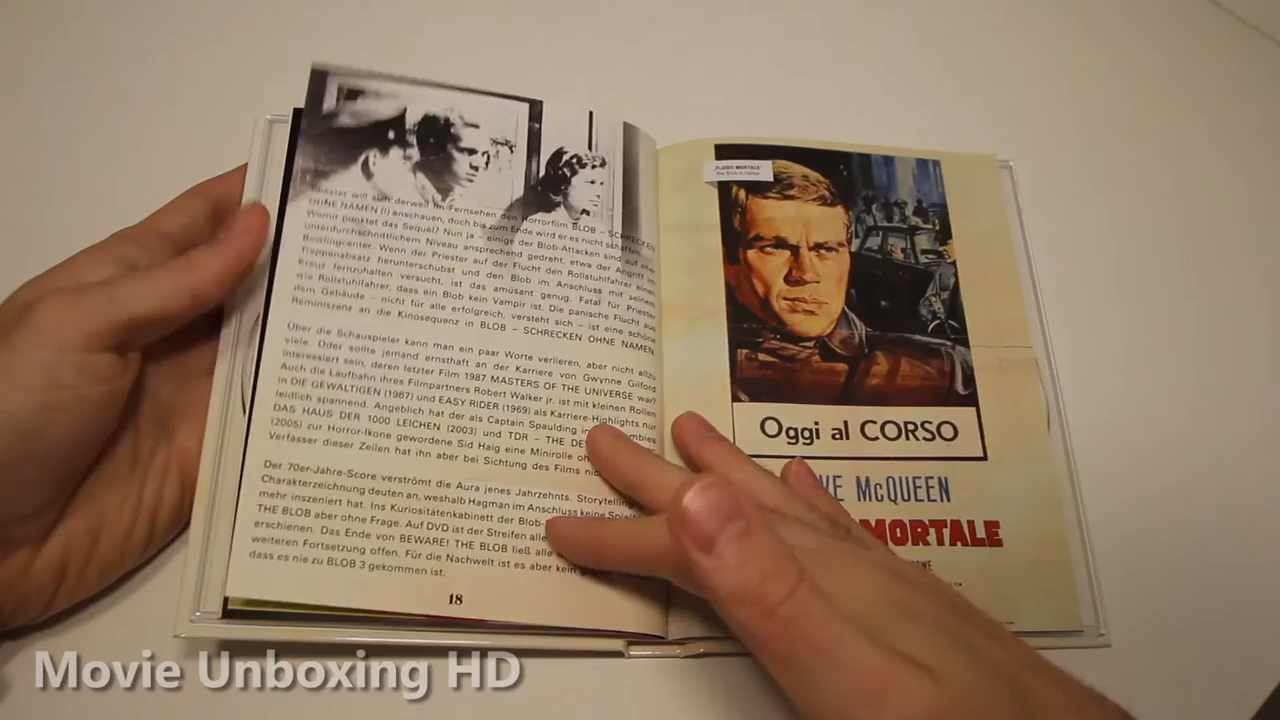 theater will sich derweil im Fernsehen den Horrorfilm BLOB – SCHRECKEN
OHNE NAMEN (!) anschauen, doch bis zum Ende wird er es nicht schaffen.
Womit punktet das Sequel? Nun ja – einige der Blob-Attacken sind auf eher
unterdurchschnittlichem Niveau ansprechend gedreht, etwa der Angriff im
Bowlingcenter. Wenn der Priester auf der Flucht den Rollstuhlfahrer einen
Treppenabsatz herunterschubst und den Blob im Anschluss mit seinem
Kreuz fernzuhalten versucht, ist das amüsant genug. Fatal für Priester
wie Rollstuhlfahrer, dass ein Blob kein Vampir ist. Die panische Flucht aus
dem Gebäude – nicht für alle erfolgreich, versteht sich – ist eine schöne
Reminiszenz an die Kinosequenz in BLOB – SCHRECKEN OHNE NAMEN.
Über die Schauspieler kann man ein paar Worte verlieren, aber nicht allzu
viele. Oder sollte jemand ernsthaft an der Karriere von Gwynne Gilford
interessiert sein, deren letzter Film 1987 MASTERS OF THE UNIVERSE war?
Auch die Laufbahn ihres Filmpartners Robert Walker jr. ist mit kleinen Rollen
in DIE GEWALTIGEN (1967) und EASY RIDER (1969) als Karriere-Highlights nur
leidlich spannend. Angeblich hat der als Captain Spaulding in ombies
DAS HAUS DER 1000 LEICHEN (2003) und TDR – THE DE
(2005) zur Horror-Ikone gewordene Sid Haig eine Minirolle
Verfasser dieser Zeilen hat ihn aber bei Sichtung des Films
Der 70er-Jahre-Score verströmt die Aura jenes Jahrzehnts. Storytelling
Charakterzeichnung deuten an, weshalb Hagman im Anschluss keine
mehr inszeniert hat. Ins Kuriositätenkabinett der Blob-
THE BLOB aber ohne Frage. Auf DVD ist der Streifen
erschienen. Das Ende von BEWARE! THE BLOB ließ alle
weiteren Fortsetzung offen. Für die Nachwelt ist es aber kein
dass es nie zu BLOB 3 gekommen ist.
18
"FLUIDO MORTALE"
Oggi al CORSO
VE McQUEEN
MORTALE
Movie Unboxing HD